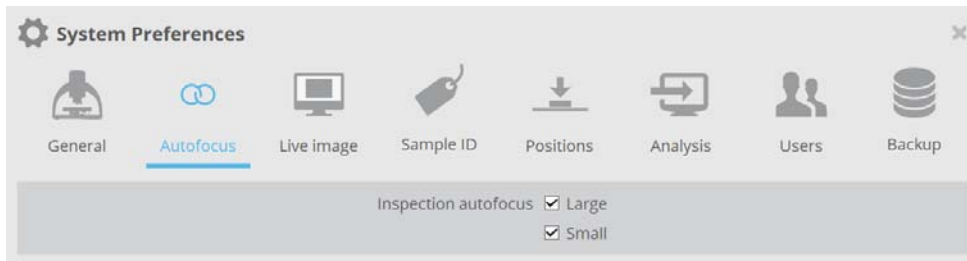 System Preferences
General Autofocus Live image Sample ID Positions Analysis Users Backup
Inspection autofocus Large
Small